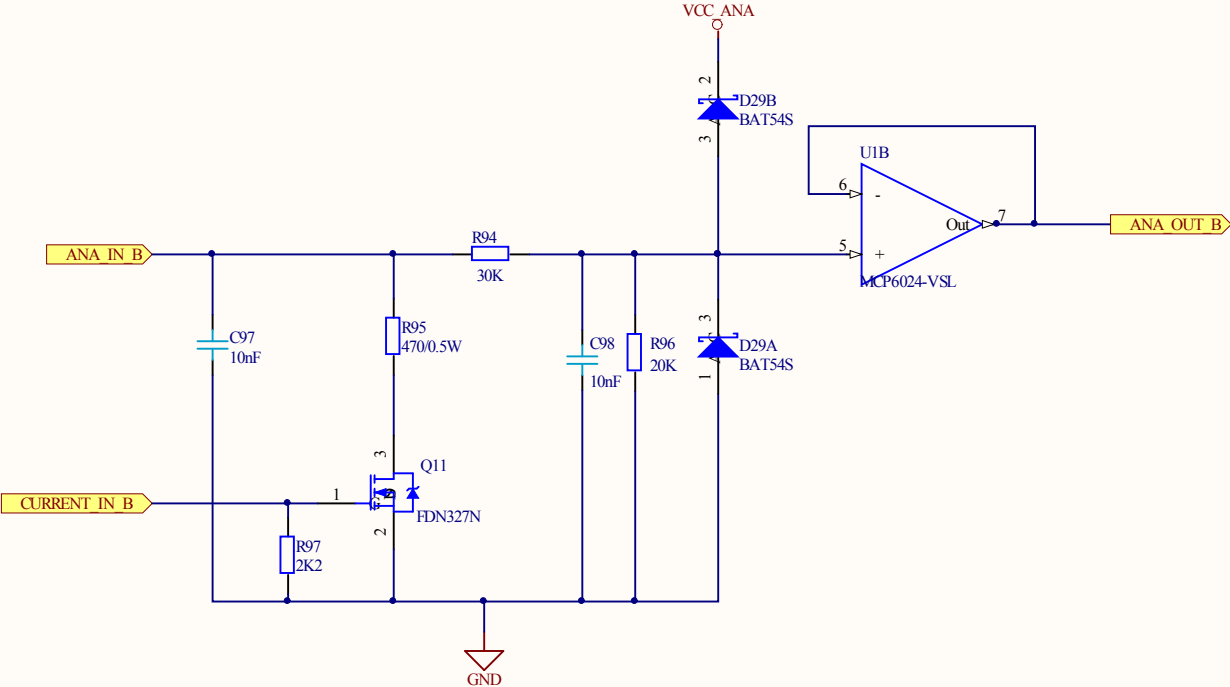 VCC_ANA
2
D29B
BAT54S
3
U1B
6
-
Out
7
ANA_OUT_B
5
+
MCP6024-VSL
ANA_IN_B
R94
30K
C97
10nF
R95
470/0.5W
C98
10nF
R96
20K
3
D29A
BAT54S
1
3
Q11
CURRENT_IN_B
1
G
D
FDN327N
2
R97
2K2
GND